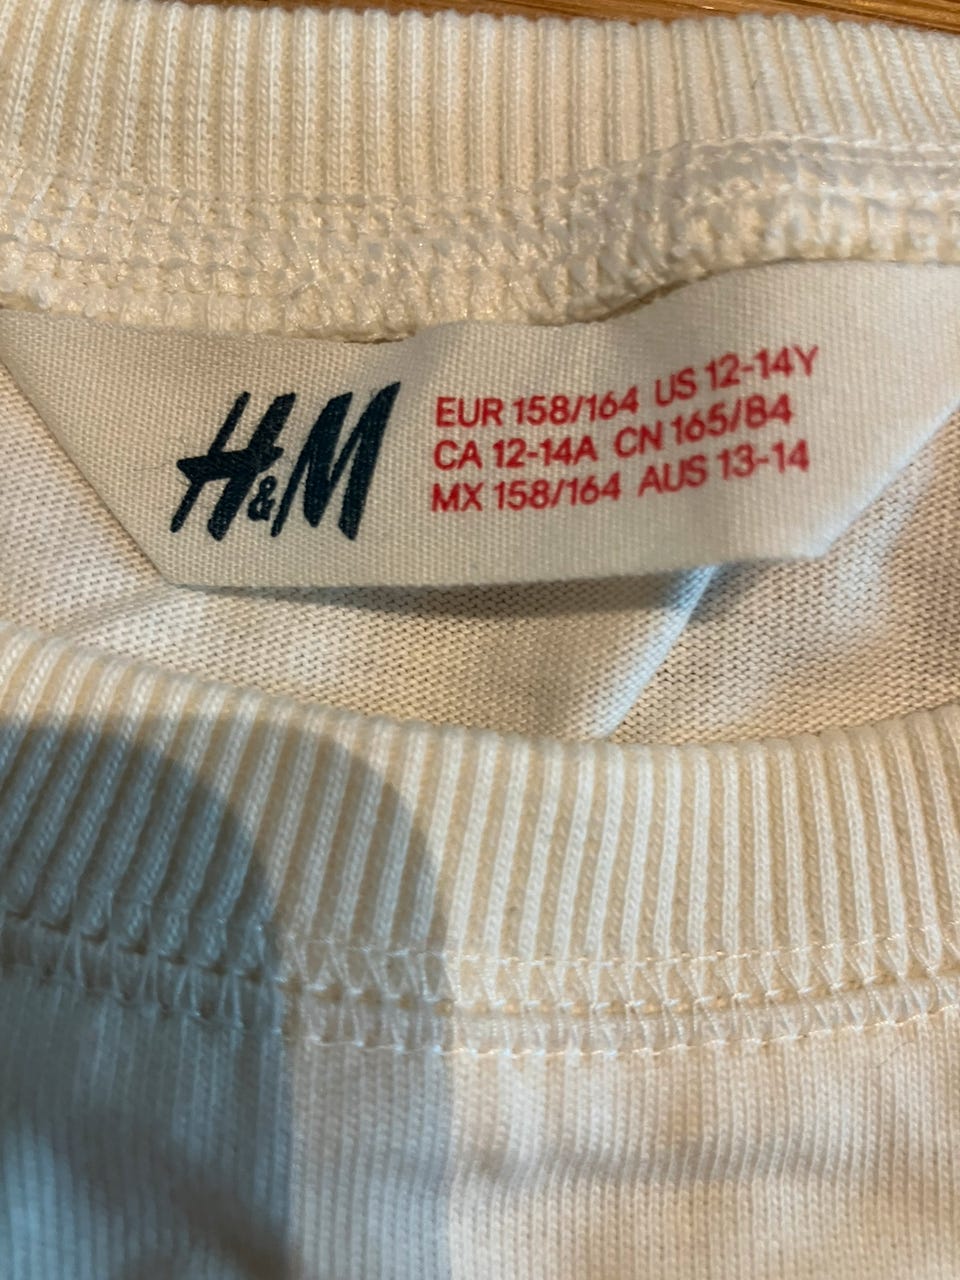 H&M
EUR 158/164 US 12-14Y
CA 12-14A CN 165/84
MX 158/164 AUS 13-14